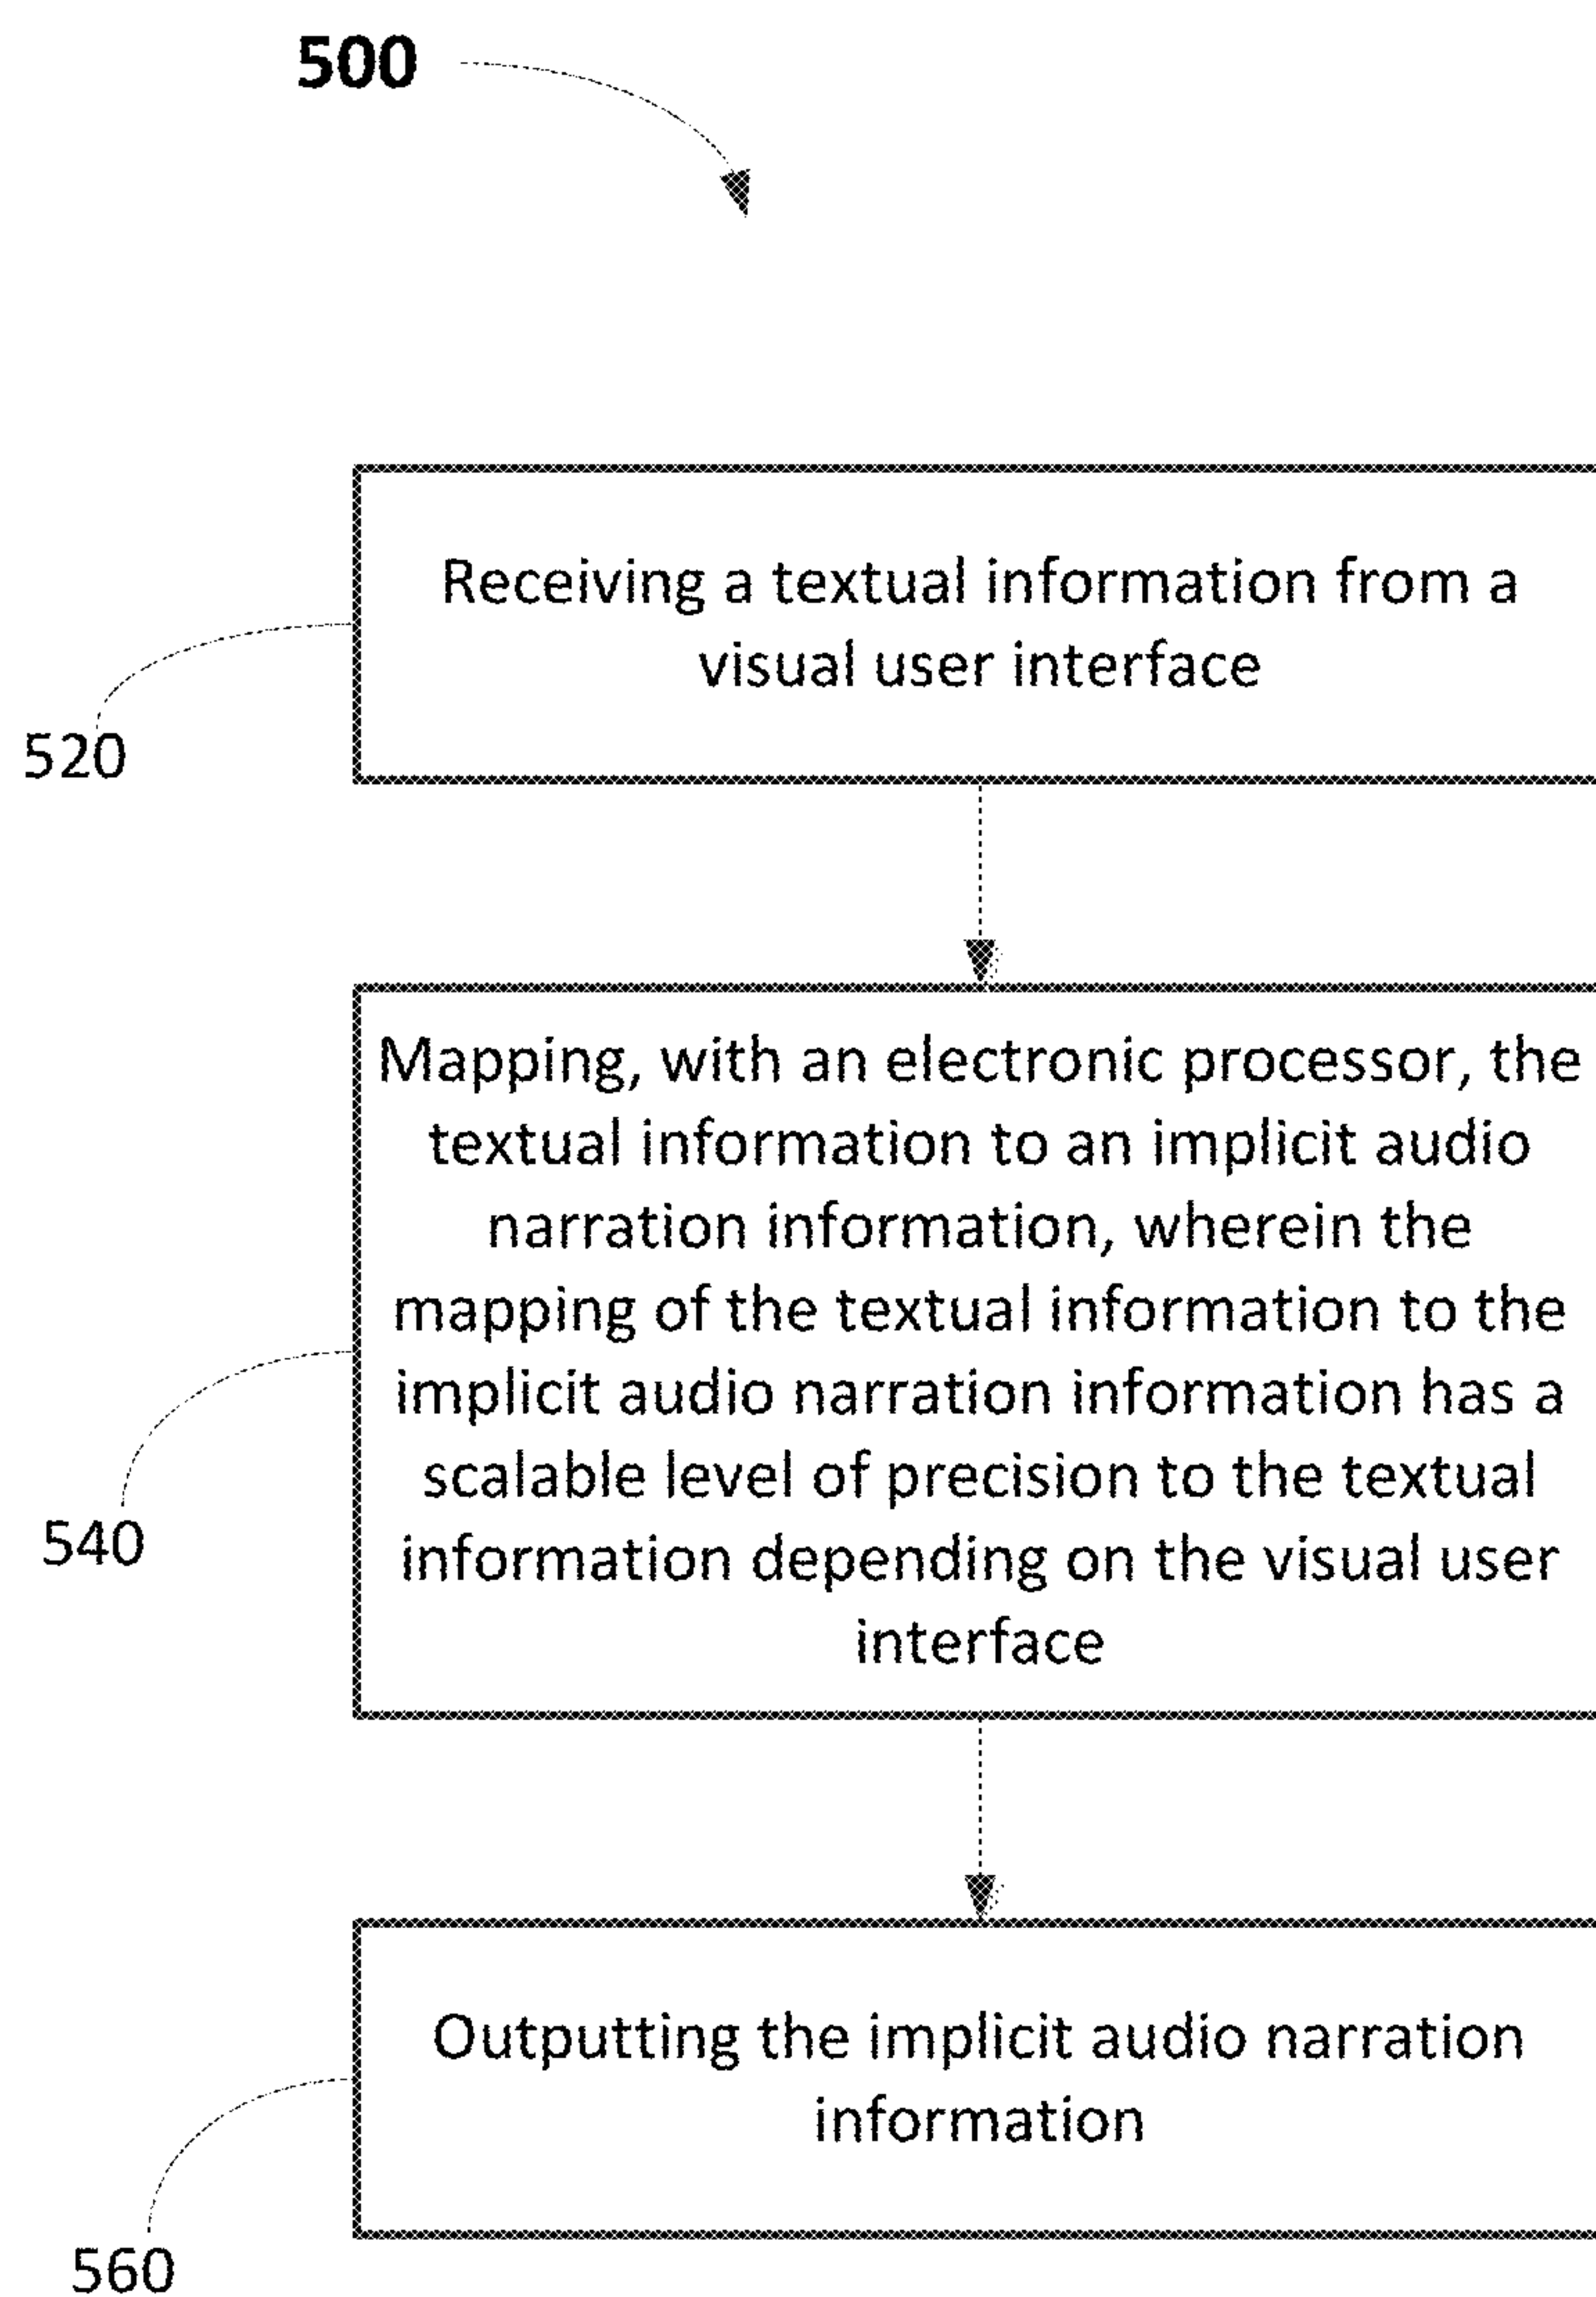 500
Receiving a textual information from a
visual user interface
520
Mapping, with an electronic processor, the
textual information to an implicit audio
narration information, wherein the
mapping of the textual information to the
implicit audio narration information has a
scalable level of precision to the textual
information depending on the visual user
interface
540
Outputting the implicit audio narration
information
560